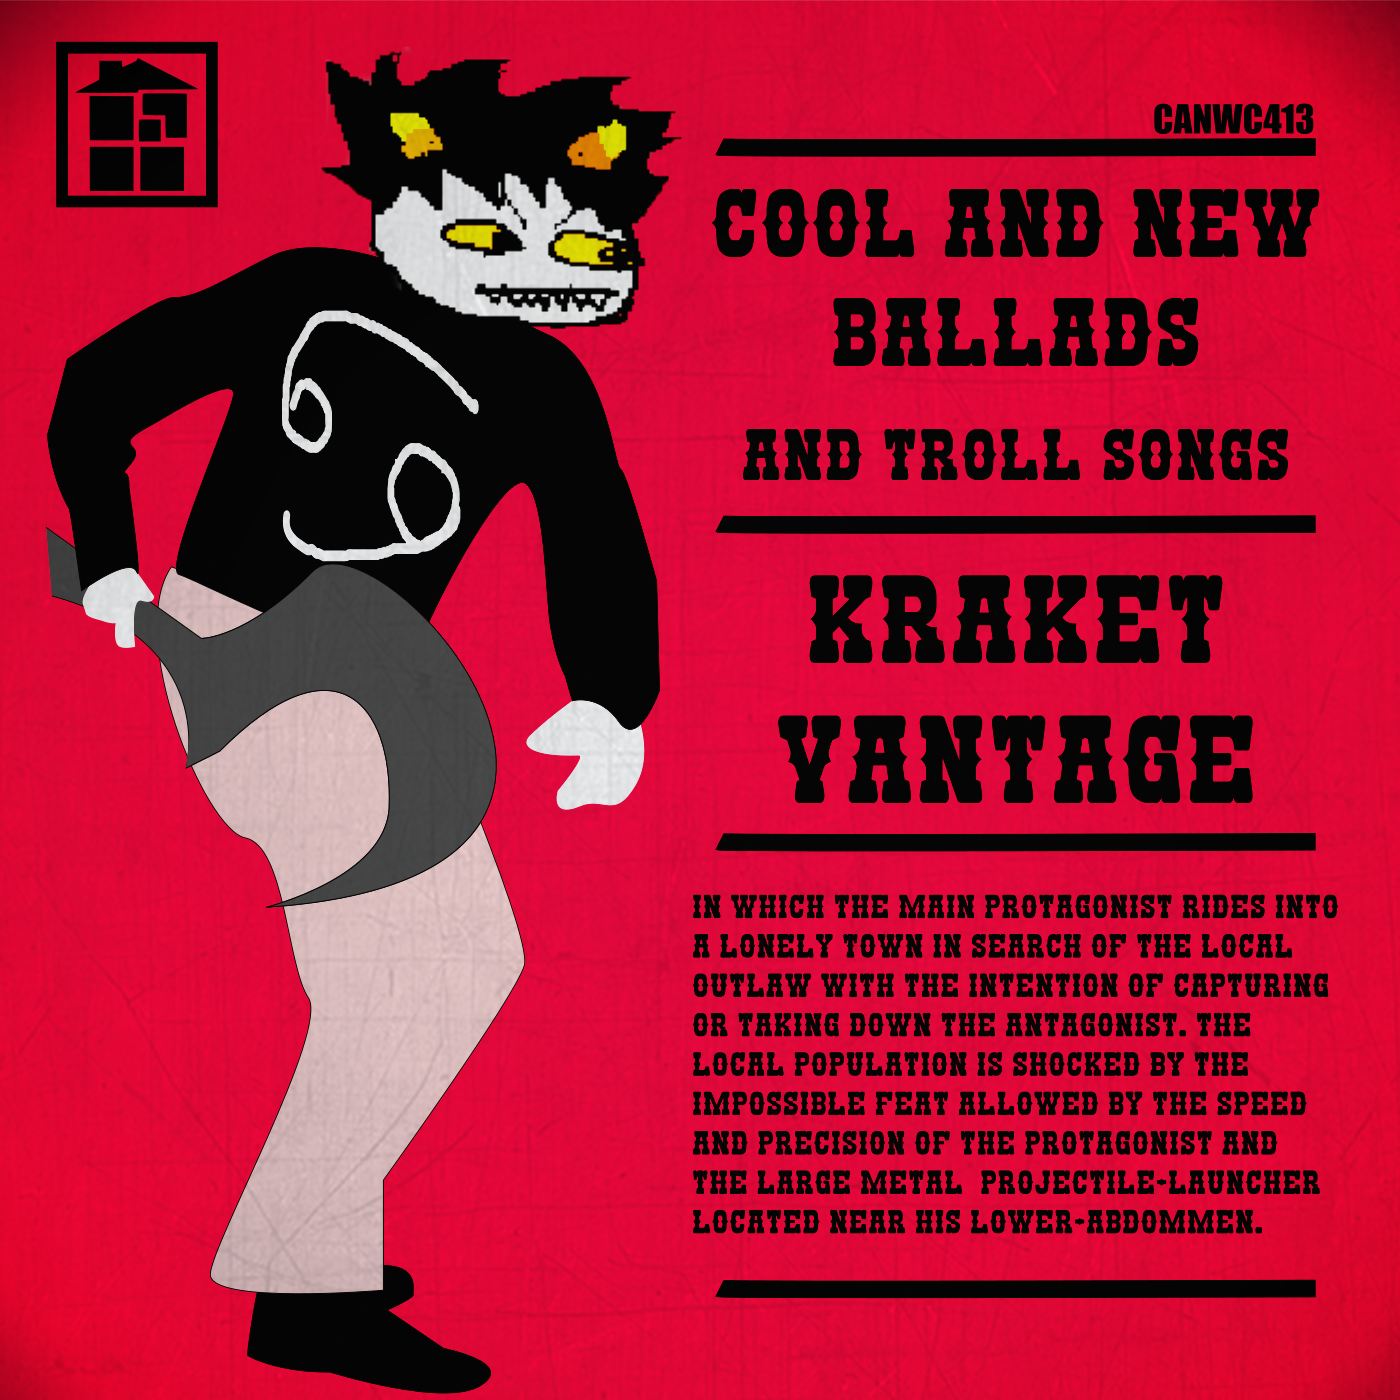 CANWC413
COOL AND NEW
BALLADS
AND TROLL SONGS
KRAKET
VANTAGE
IN WHICH THE MAIN PROTAGONIST RIDES INTO
A LONELY TOWN IN SEARCH OF THE LOCAL
OUTLAW WITH THE INTENTION OF CAPTURING
OR TAKING DOWN THE ANTAGONIST. THE
LOCAL POPULATION IS SHOCKED BY THE
IMPOSSIBLE FEAT ALLOWED BY THE SPEED
AND PRECISION OF THE PROTAGONIST AND
THE LARGE METAL PROJECTILE-LAUNCHER
LOCATED NEAR HIS LOWER-ABDOMMEN.